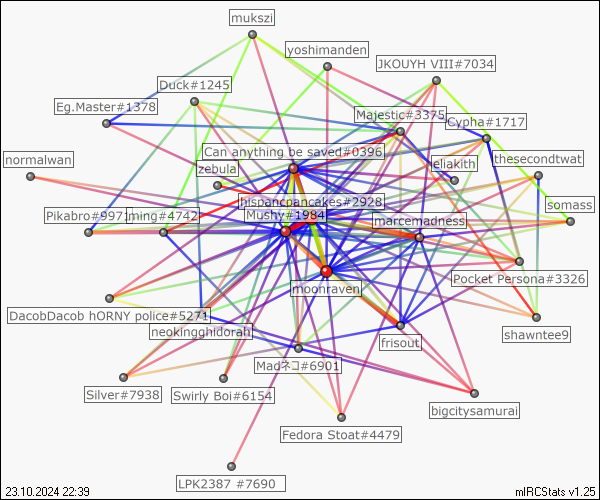 mukszi
yoshimanden
JKOUYH VIII#7034
Duck#1245
Eg.Master#1378
Majestic#3375
Cypha#1717
Can anything be saved#0396
normalwan
zebula
eliakith
thesecondtwat
hispancpancakes#2928
somass
Pikabro#9971
Jming#4742
Mushy#1984
marcemadness
Pocket Persona#3326
moonraven
DacobDacob hORNY police#5271
neokingghidorah
shawntee9
frisout
Madネコ#6901
Silver#7938
Swirly Boi#6154
bigcitysamurai
Fedora Stoat#4479
LPK2387 #7690
23.10.2024 22:39
mIRCStats v1.25